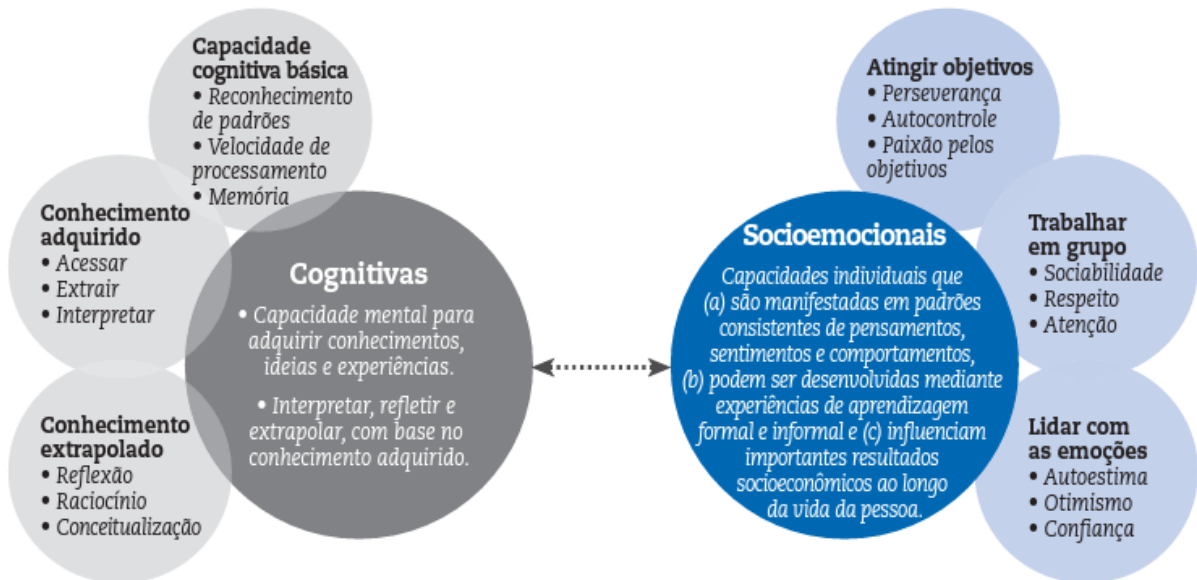 Capacidade
cognitiva básica
• Reconhecimento
de padrões
• Velocidade de
processamento
• Memória
Conhecimento
adquirido
• Acessar
• Extrair
• Interpretar
Conhecimento
extrapolado
• Reflexão
• Raciocínio
• Conceitualização
Cognitivas
• Capacidade mental para
adquirir conhecimentos,
ideias e experiências.
• Interpretar, refletir e
extrapolar, com base no
conhecimento adquirido.
Socioemocionais
Capacidades individuais que
(a) são manifestadas em padrões
consistentes de pensamentos,
sentimentos e comportamentos,
(b) podem ser desenvolvidas mediante
experiências de aprendizagem
formal e informal e (c) influenciam
importantes resultados
socioeconômicos ao longo
da vida da pessoa.
Atingir objetivos
• Perseverança
• Autocontrole
• Paixão pelos
objetivos
Trabalhar
em grupo
• Sociabilidade
• Respeito
• Atenção
Lidar com
as emoções
• Autoestima
• Otimismo
• Confiança